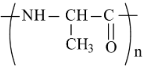 ( NH — CH — C ) n
CH₃ O